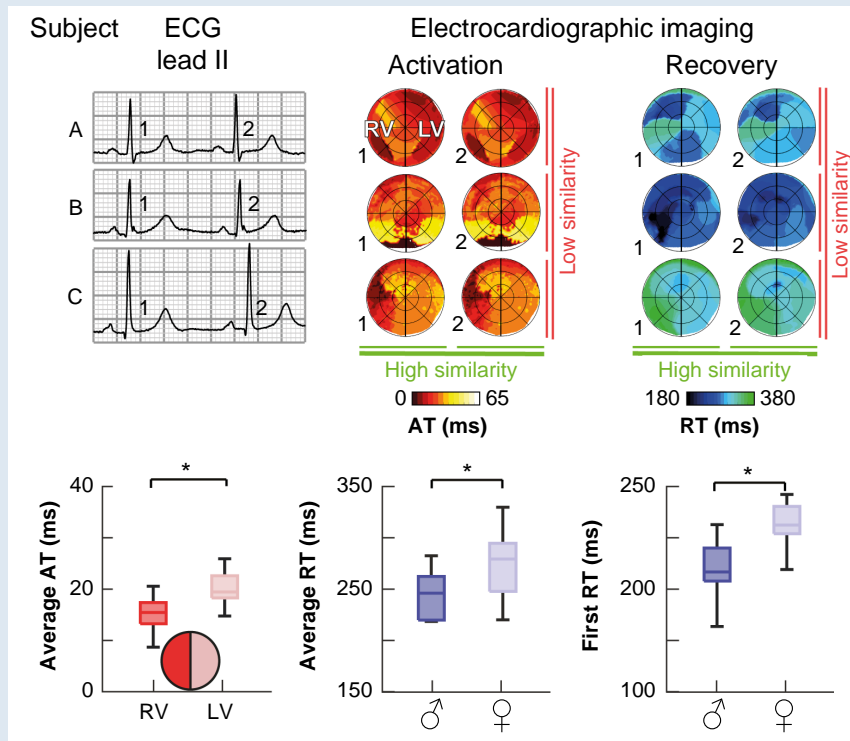 Subject ECG lead II Electrocardiographic imaging
Activation Recovery
A 1 2 RV LV 1 2 Low similarity 1 2 Low similarity
B 1 2 1 2 1 2
C 1 2 1 2 1 2
High similarity High similarity
0 65 180 380
AT (ms) RT (ms)
Average AT (ms)
40
20
0
*
RV LV
Average RT (ms)
350
250
150
*
♂ ♀
First RT (ms)
250
200
100
*
♂ ♀